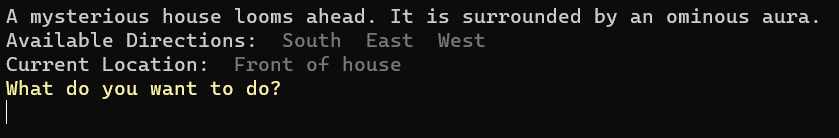 A mysterious house looms ahead. It is surrounded by an ominous aura.
Available Directions:  South  East  West
Current Location:  Front of house
What do you want to do?